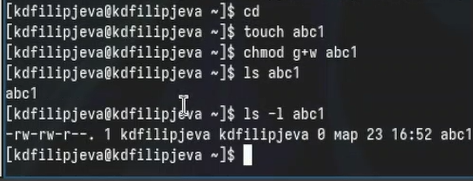 [kdfilipjeva@kdfilipjeva ~]$ cd
[kdfilipjeva@kdfilipjeva ~]$ touch abc1
[kdfilipjeva@kdfilipjeva ~]$ chmod g+w abc1
[kdfilipjeva@kdfilipjeva ~]$ ls abc1
abc1
[kdfilipjeva@kdfilipjeva ~]$ ls -l abc1
-rw-rw-r--. 1 kdfilipjeva kdfilipjeva 0 мар 23 16:52 abc1
[kdfilipjeva@kdfilipjeva ~]$